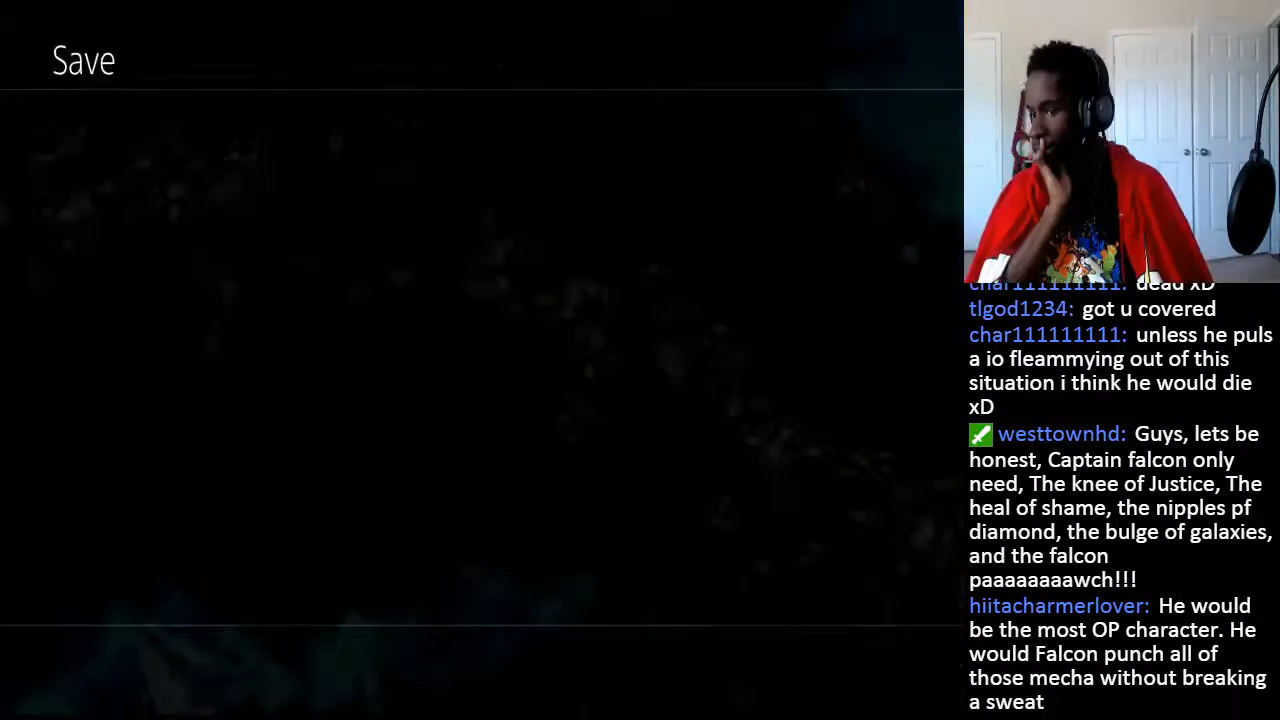 Save
char111111111: dead xD
tlgod1234: got u covered
char111111111: unless he puls
a io fleammying out of this
situation i think he would die
xD
westtownhd: Guys, lets be
honest, Captain falcon only
need, The knee of Justice, The
heal of shame, the nipples pf
diamond, the bulge of galaxies,
and the falcon
paaaaaaaawch!!!
hiitacharmerlover: He would
be the most OP character. He
would Falcon punch all of
those mecha without breaking
a sweat